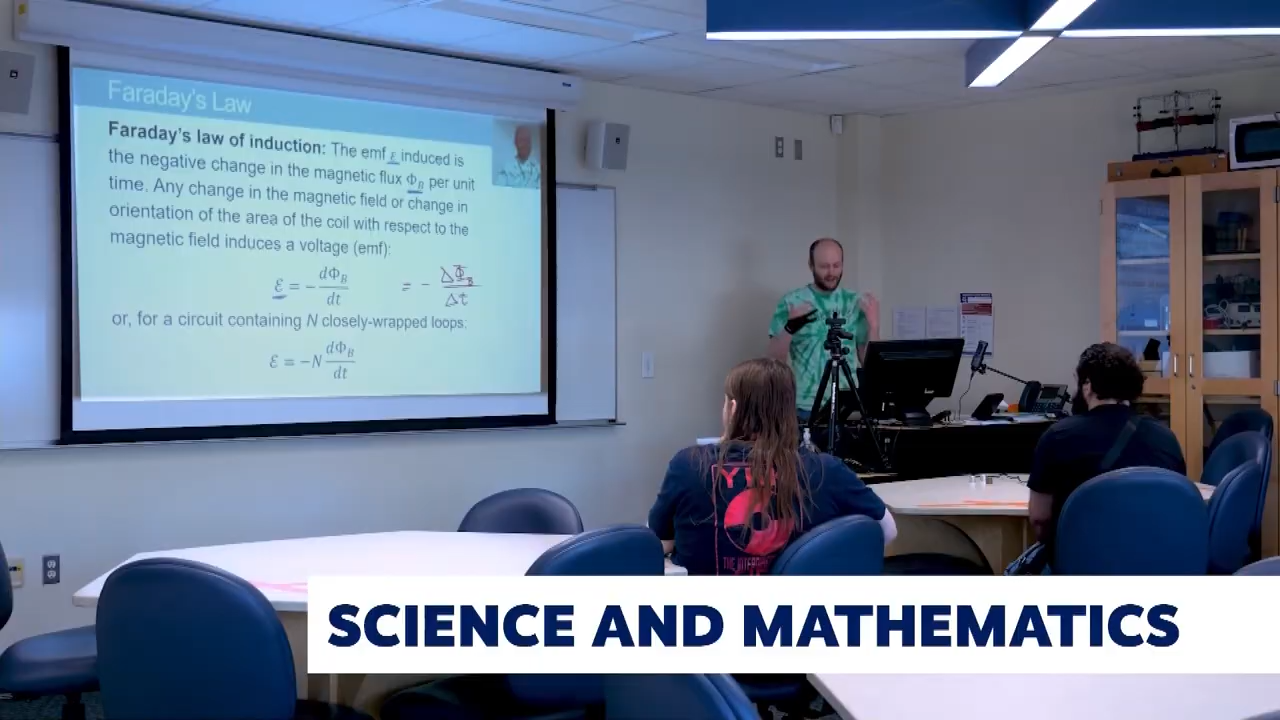 Faraday's Law
Faraday's law of induction: The emf ε induced is
the negative change in the magnetic flux Φ_B per unit
time. Any change in the magnetic field or change in
orientation of the area of the coil with respect to the
magnetic field induces a voltage (emf):
ε = − dΦ_B/dt = − ΔΦ_B/Δt
or, for a circuit containing N closely-wrapped loops:
ε = −N dΦ_B/dt
SCIENCE AND MATHEMATICS